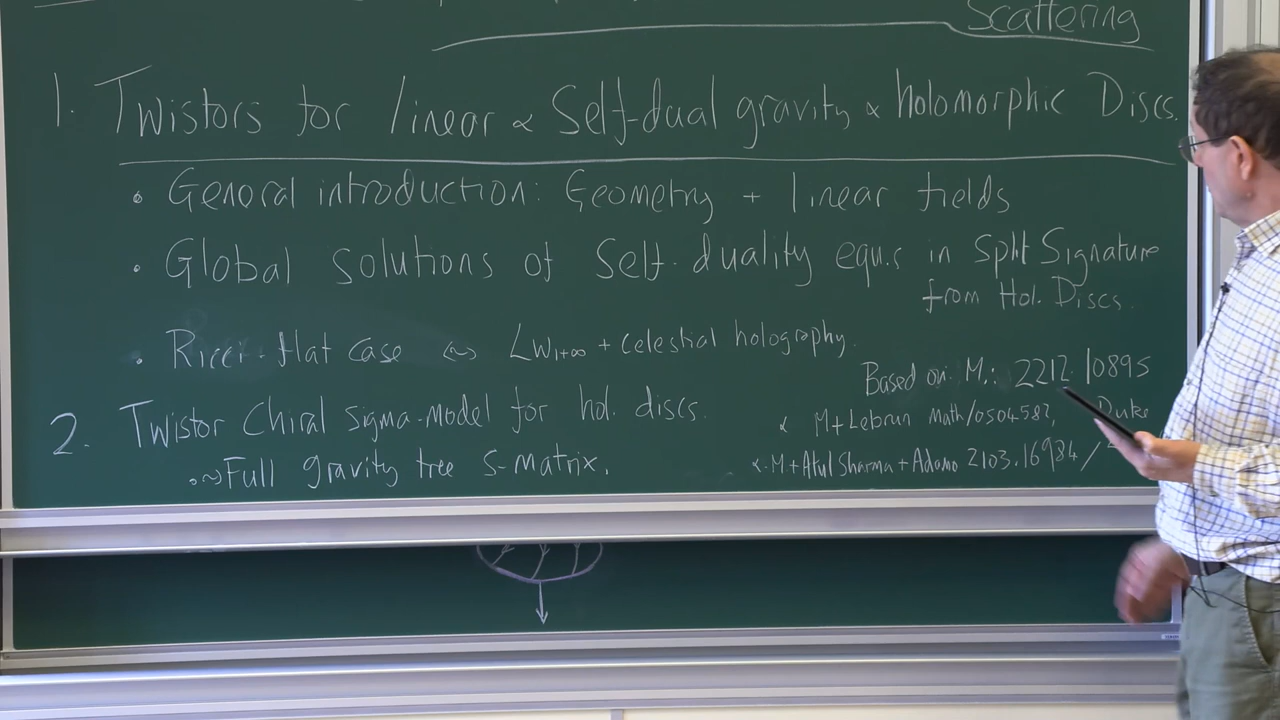 Scattering
1. Twistors for linear & Self-dual gravity & holomorphic Discs.
• General introduction: Geometry + linear fields
• Global solutions of Self-duality equ.s in Split Signature
from Hol. Discs.
• Ricci-flat case ↭ Lw1+∞ + celestial holography.
Based on: M.: 2212.10895
2. Twistor Chiral Sigma-Model for hol. discs.
& M+Lebrun Math/0504582, Duke
• ↝ Full gravity tree S-matrix.
& M+Atul Sharma+Adamo 2103.16984/